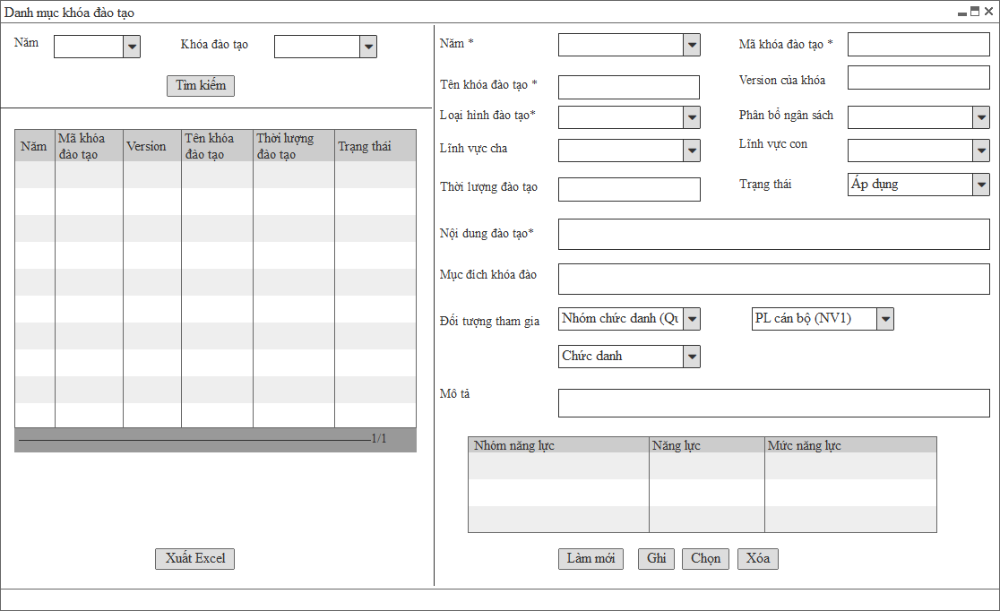 Danh mục khóa đào tạo
Năm
Khóa đào tạo
Tìm kiếm
Năm
Mã khóa đào tạo
Version
Tên khóa đào tạo
Thời lượng đào tạo
Trạng thái
1/1
Xuất Excel
Năm *
Mã khóa đào tạo *
Tên khóa đào tạo *
Version của khóa
Loại hình đào tạo*
Phân bổ ngân sách
Lĩnh vực cha
Lĩnh vực con
Thời lượng đào tạo
Trạng thái
Áp dụng
Nội dung đào tạo*
Mục đích khóa đào
Đối tượng tham gia
Nhóm chức danh (Qu
PL cán bộ (NV1)
Chức danh
Mô tả
Nhóm năng lực
Năng lực
Mức năng lực
Làm mới
Ghi
Chọn
Xóa